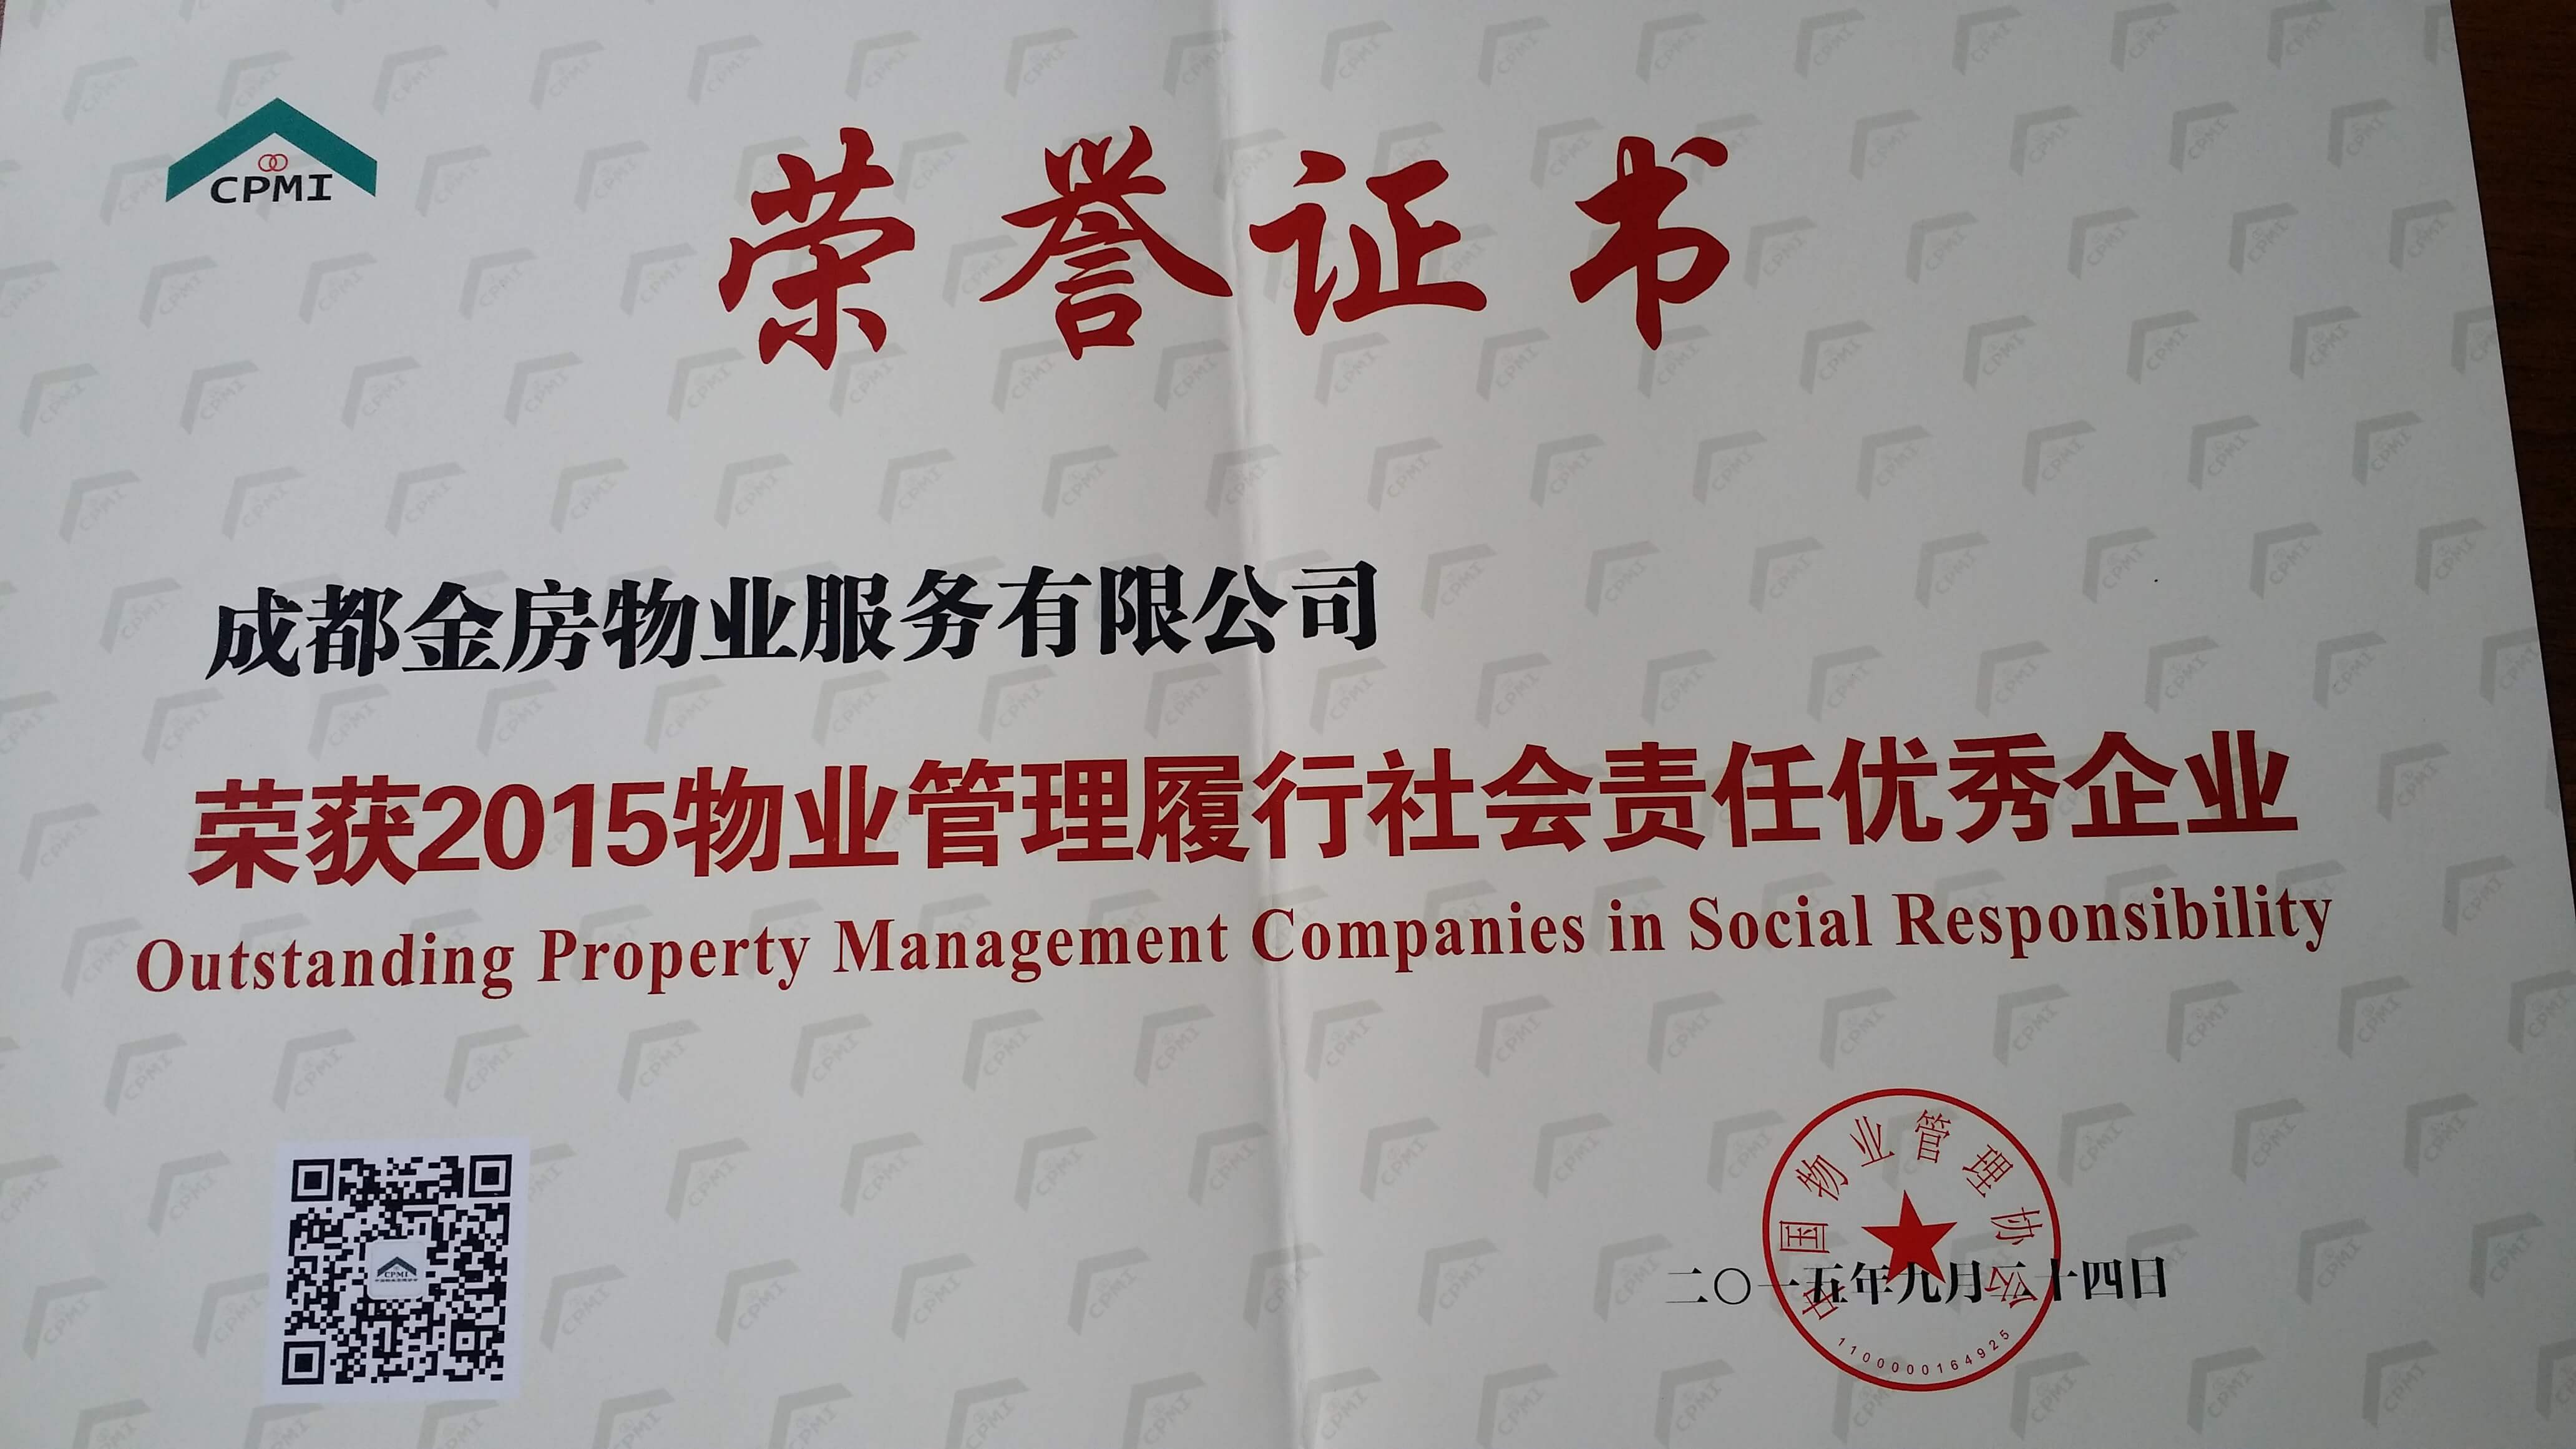 CPMI
荣誉证书
成都金房物业服务有限公司
荣获2015物业管理履行社会责任优秀企业
Outstanding Property Management Companies in Social Responsibility
CPMI
中国物业管理协会
二〇一五年九月二十四日
1100000164925